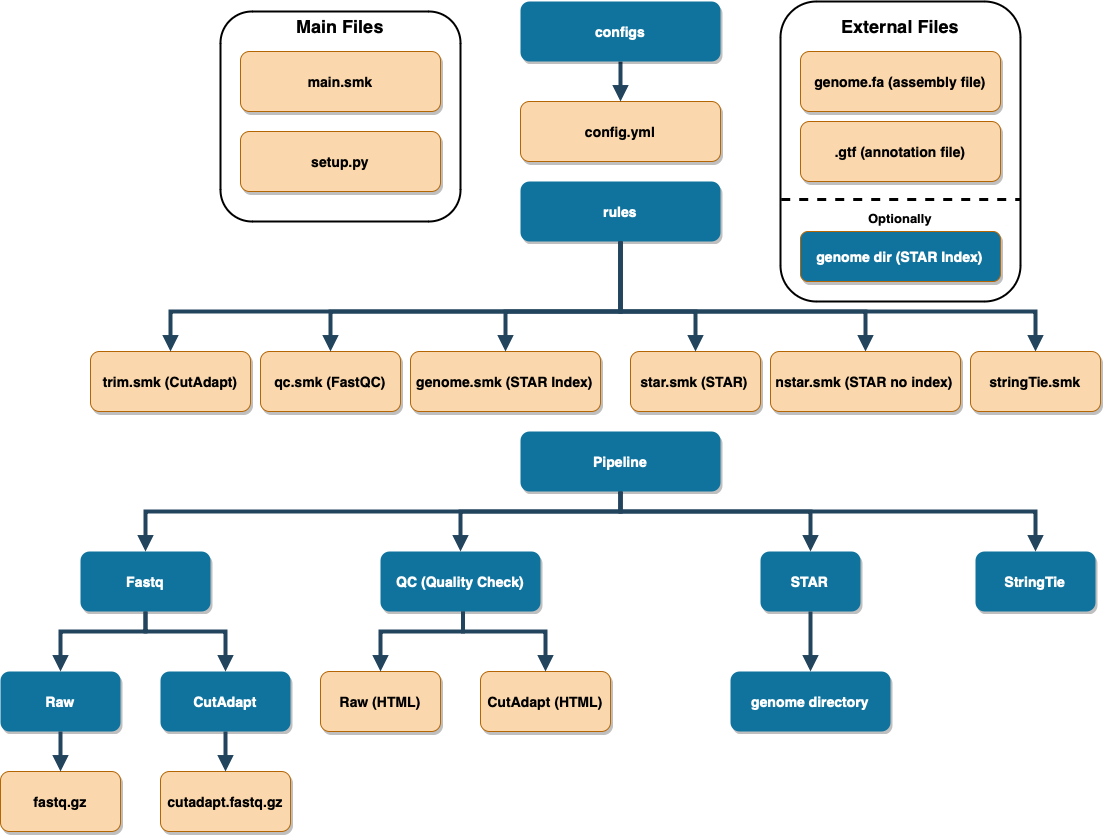 Main Files
main.smk
setup.py
configs
config.yml
rules
External Files
genome.fa (assembly file)
.gtf (annotation file)
Optionally
genome dir (STAR Index)
trim.smk (CutAdapt)
qc.smk (FastQC)
genome.smk (STAR Index)
star.smk (STAR)
nstar.smk (STAR no index)
stringTie.smk
Pipeline
Fastq
QC (Quality Check)
STAR
StringTie
Raw
CutAdapt
Raw (HTML)
CutAdapt (HTML)
genome directory
fastq.gz
cutadapt.fastq.gz